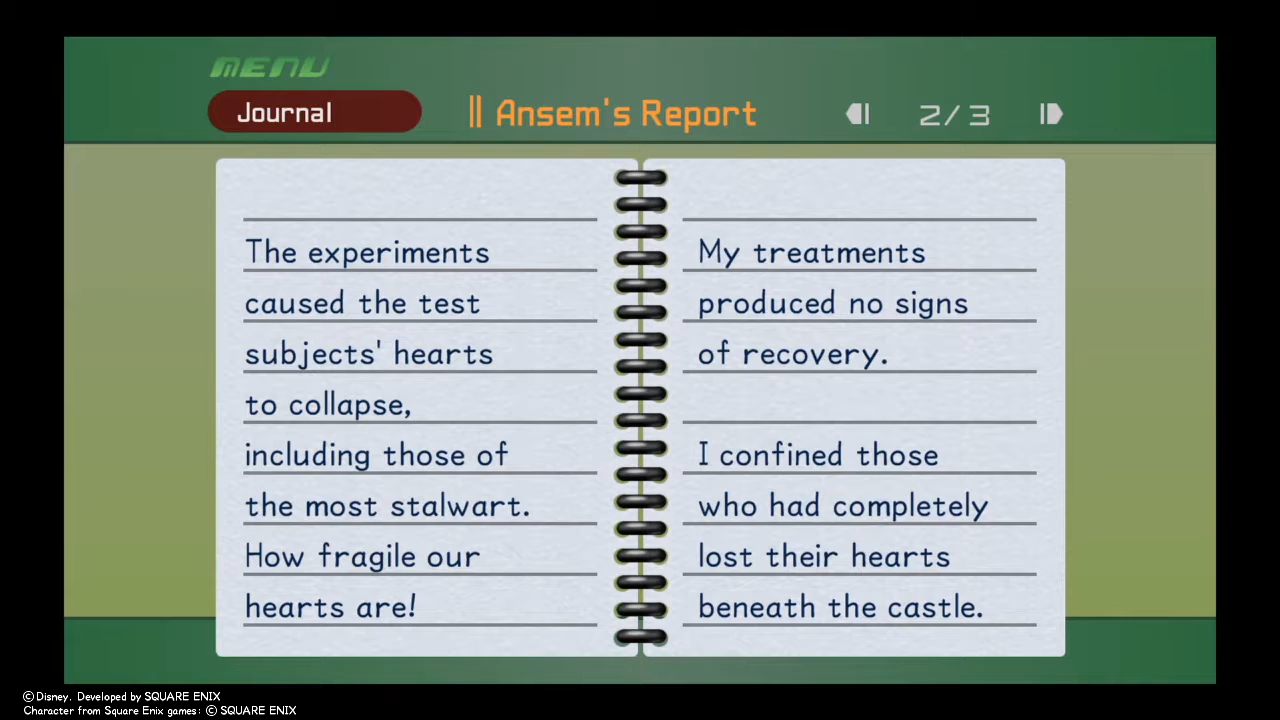 MENU
Journal
Ansem's Report
2/3
The experiments
caused the test
subjects' hearts
to collapse,
including those of
the most stalwart.
How fragile our
hearts are!
My treatments
produced no signs
of recovery.
I confined those
who had completely
lost their hearts
beneath the castle.
©Disney. Developed by SQUARE ENIX
Character from Square Enix games: © SQUARE ENIX